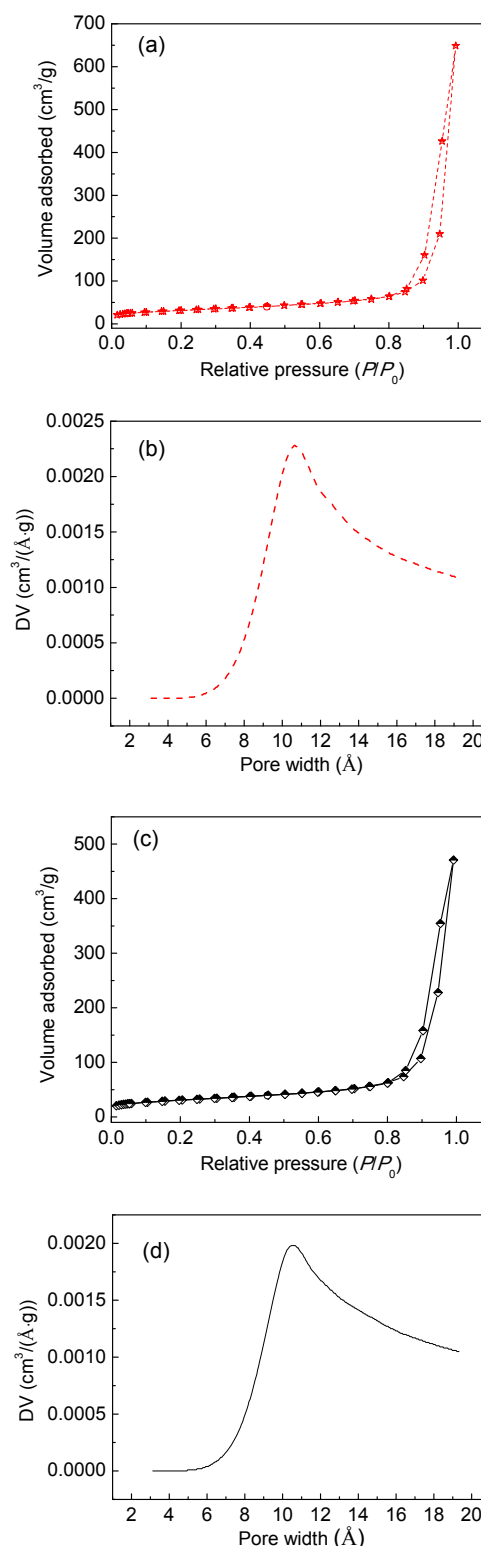 (a)
700
600
500
400
300
200
100
0
Volume adsorbed (cm³/g)
0.0 0.2 0.4 0.6 0.8 1.0
Relative pressure (P/P₀)
(b)
0.0025
0.0020
0.0015
0.0010
0.0005
0.0000
DV (cm³/(Å·g))
2 4 6 8 10 12 14 16 18 20
Pore width (Å)
(c)
500
400
300
200
100
0
Volume adsorbed (cm³/g)
0.0 0.2 0.4 0.6 0.8 1.0
Relative pressure (P/P₀)
(d)
0.0020
0.0015
0.0010
0.0005
0.0000
DV (cm³/(Å·g))
2 4 6 8 10 12 14 16 18 20
Pore width (Å)